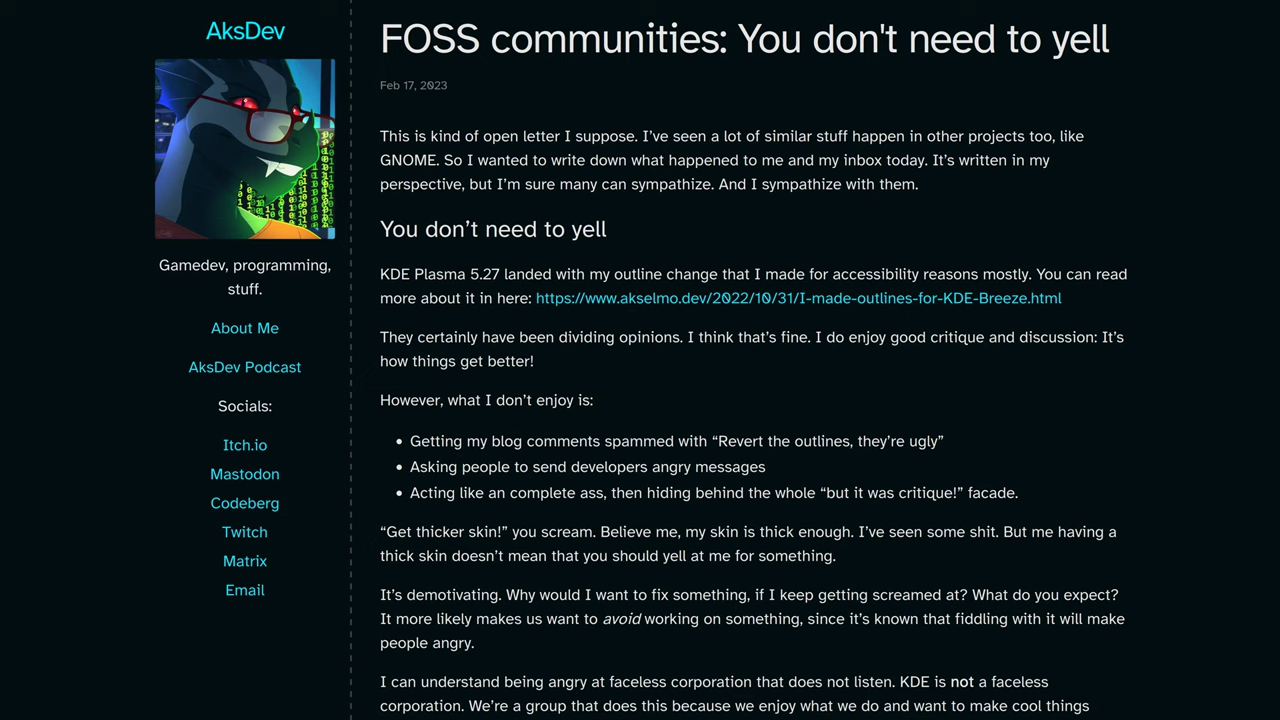 AksDev
Gamedev, programming,
stuff.
About Me
AksDev Podcast
Socials:
Itch.io
Mastodon
Codeberg
Twitch
Matrix
Email
FOSS communities: You don't need to yell
Feb 17, 2023
This is kind of open letter I suppose. I’ve seen a lot of similar stuff happen in other projects too, like
GNOME. So I wanted to write down what happened to me and my inbox today. It’s written in my
perspective, but I’m sure many can sympathize. And I sympathize with them.
You don’t need to yell
KDE Plasma 5.27 landed with my outline change that I made for accessibility reasons mostly. You can read
more about it in here: https://www.akselmo.dev/2022/10/31/I-made-outlines-for-KDE-Breeze.html
They certainly have been dividing opinions. I think that’s fine. I do enjoy good critique and discussion: It’s
how things get better!
However, what I don’t enjoy is:
• Getting my blog comments spammed with “Revert the outlines, they’re ugly”
• Asking people to send developers angry messages
• Acting like an complete ass, then hiding behind the whole “but it was critique!” facade.
“Get thicker skin!” you scream. Believe me, my skin is thick enough. I’ve seen some shit. But me having a
thick skin doesn’t mean that you should yell at me for something.
It’s demotivating. Why would I want to fix something, if I keep getting screamed at? What do you expect?
It more likely makes us want to avoid working on something, since it’s known that fiddling with it will make
people angry.
I can understand being angry at faceless corporation that does not listen. KDE is not a faceless
corporation. We’re a group that does this because we enjoy what we do and want to make cool things